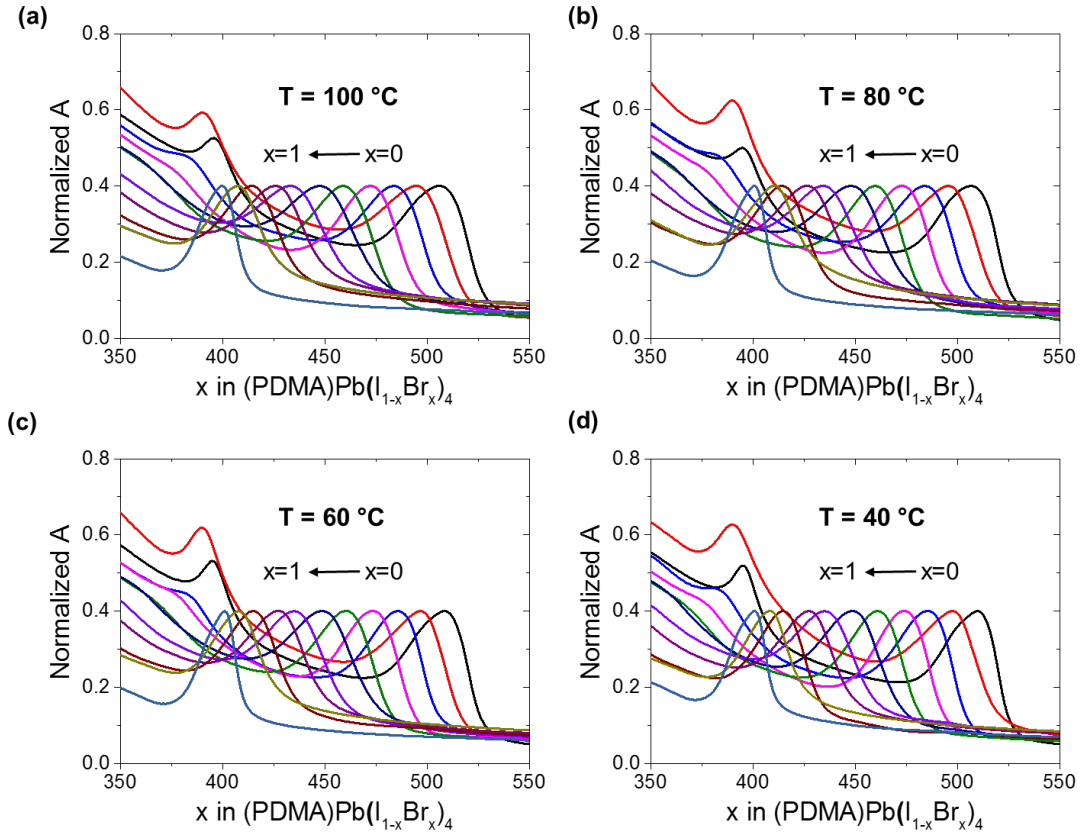 (a)
0.8
0.6
0.4
0.2
0.0
Normalized A
T = 100 °C
x=1 ← x=0
350 400 450 500 550
x in (PDMA)Pb(I1-xBrx)4
(b)
0.8
0.6
0.4
0.2
0.0
Normalized A
T = 80 °C
x=1 ← x=0
350 400 450 500 550
x in (PDMA)Pb(I1-xBrx)4
(c)
0.8
0.6
0.4
0.2
0.0
Normalized A
T = 60 °C
x=1 ← x=0
350 400 450 500 550
x in (PDMA)Pb(I1-xBrx)4
(d)
0.8
0.6
0.4
0.2
0.0
Normalized A
T = 40 °C
x=1 ← x=0
350 400 450 500 550
x in (PDMA)Pb(I1-xBrx)4